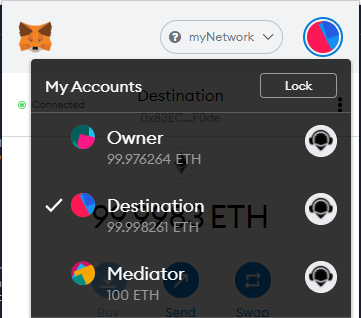 myNetwork
My Accounts
Lock
Connected
Destination
0x33EC...F0de
Owner
99.976264 ETH
Destination
99.998261 ETH
99.9983 ETH
Mediator
100 ETH
Buy
Send
Swap